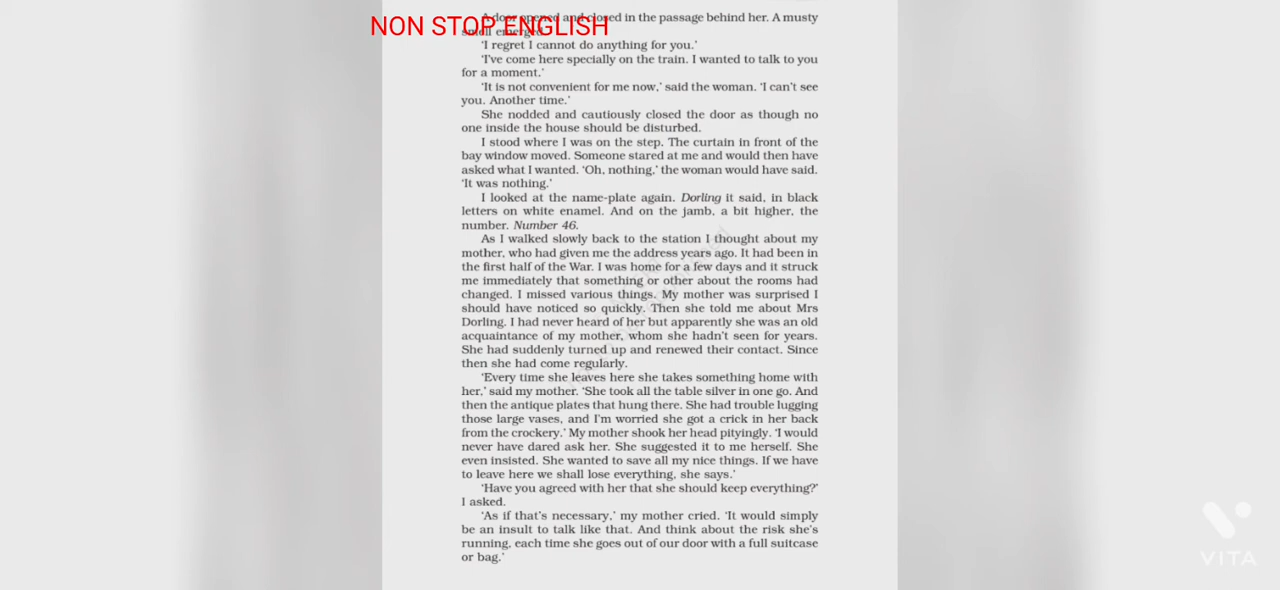 A door opened and closed in the passage behind her. A musty
NON STOP ENGLISH
smell emerged.
'I regret I cannot do anything for you.'
'I've come here specially on the train. I wanted to talk to you
for a moment.'
'It is not convenient for me now,' said the woman. 'I can't see
you. Another time.'
She nodded and cautiously closed the door as though no
one inside the house should be disturbed.
I stood where I was on the step. The curtain in front of the
bay window moved. Someone stared at me and would then have
asked what I wanted. 'Oh, nothing,' the woman would have said.
'It was nothing.'
I looked at the name-plate again. Dorling it said, in black
letters on white enamel. And on the jamb, a bit higher, the
number. Number 46.
As I walked slowly back to the station I thought about my
mother, who had given me the address years ago. It had been in
the first half of the War. I was home for a few days and it struck
me immediately that something or other about the rooms had
changed. I missed various things. My mother was surprised I
should have noticed so quickly. Then she told me about Mrs
Dorling. I had never heard of her but apparently she was an old
acquaintance of my mother, whom she hadn't seen for years.
She had suddenly turned up and renewed their contact. Since
then she had come regularly.
'Every time she leaves here she takes something home with
her,' said my mother. 'She took all the table silver in one go. And
then the antique plates that hung there. She had trouble lugging
those large vases, and I'm worried she got a crick in her back
from the crockery.' My mother shook her head pityingly. 'I would
never have dared ask her. She suggested it to me herself. She
even insisted. She wanted to save all my nice things. If we have
to leave here we shall lose everything, she says.'
'Have you agreed with her that she should keep everything?'
I asked.
'As if that's necessary,' my mother cried. 'It would simply
be an insult to talk like that. And think about the risk she's
running, each time she goes out of our door with a full suitcase
or bag.'
VITA